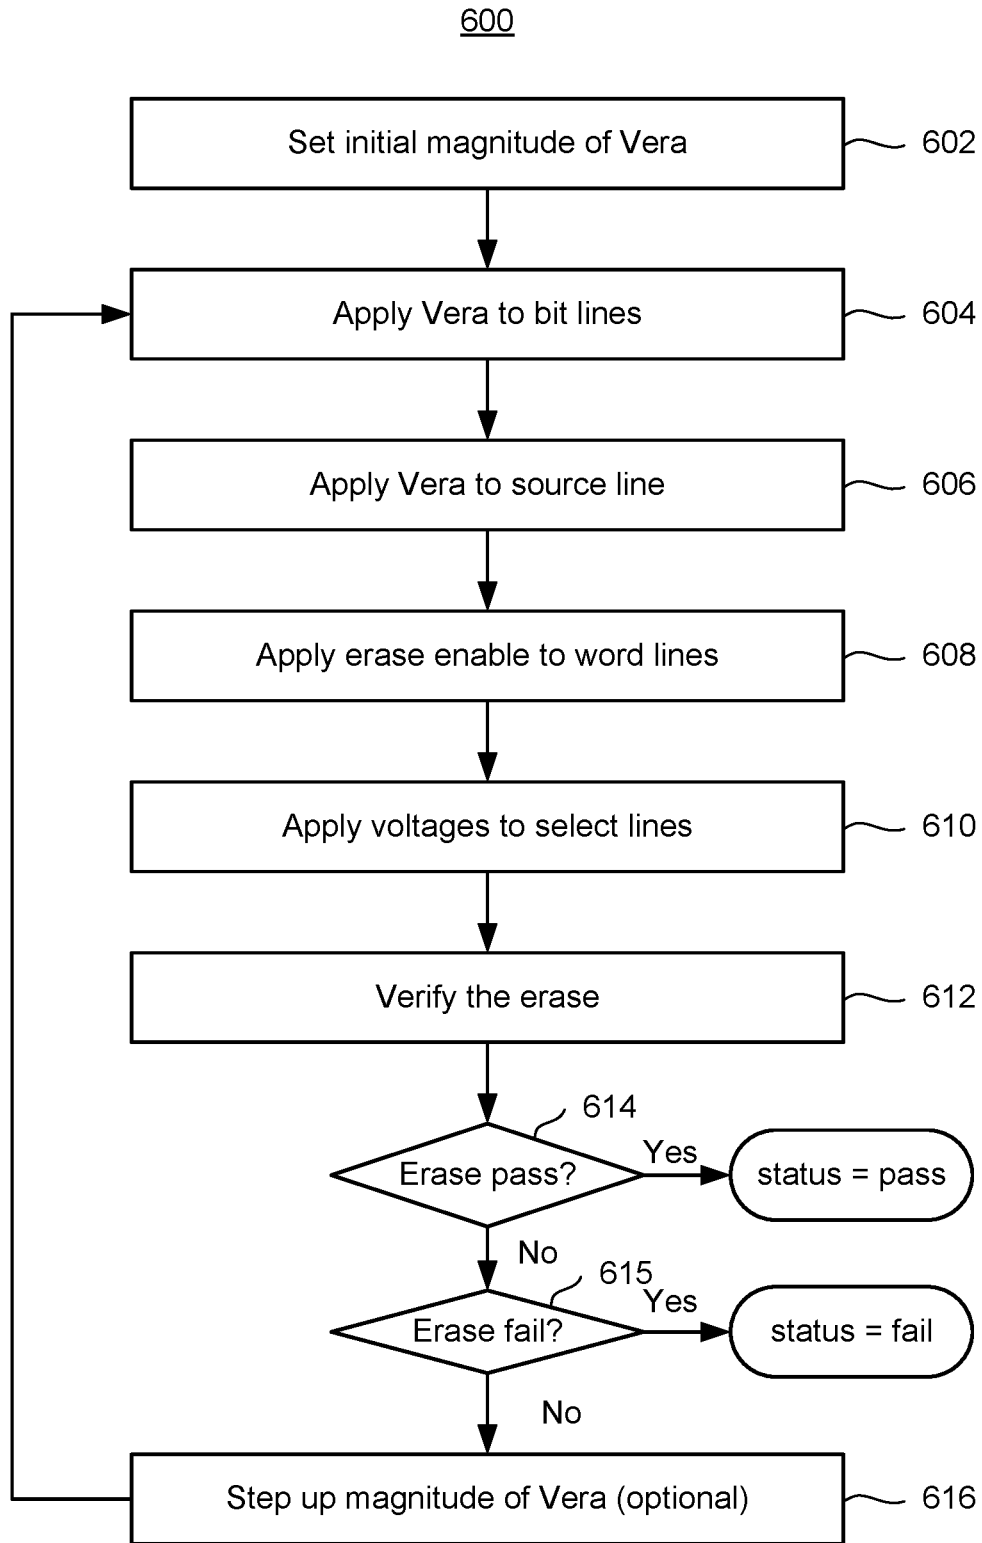 600
Set initial magnitude of Vera
602
Apply Vera to bit lines
604
Apply Vera to source line
606
Apply erase enable to word lines
608
Apply voltages to select lines
610
Verify the erase
612
614
Erase pass?
Yes
status = pass
No
615
Erase fail?
Yes
status = fail
No
Step up magnitude of Vera (optional)
616